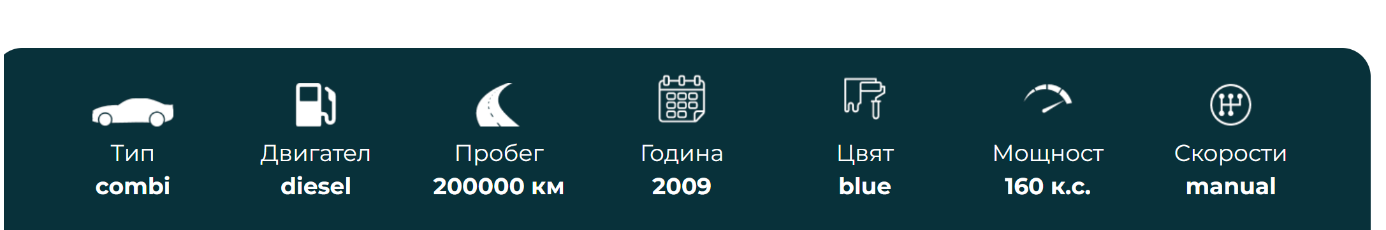 Тип
combi
Двигател
diesel
Пробег
200000 км
Година
2009
Цвят
blue
Мощност
160 к.с.
Скорости
manual